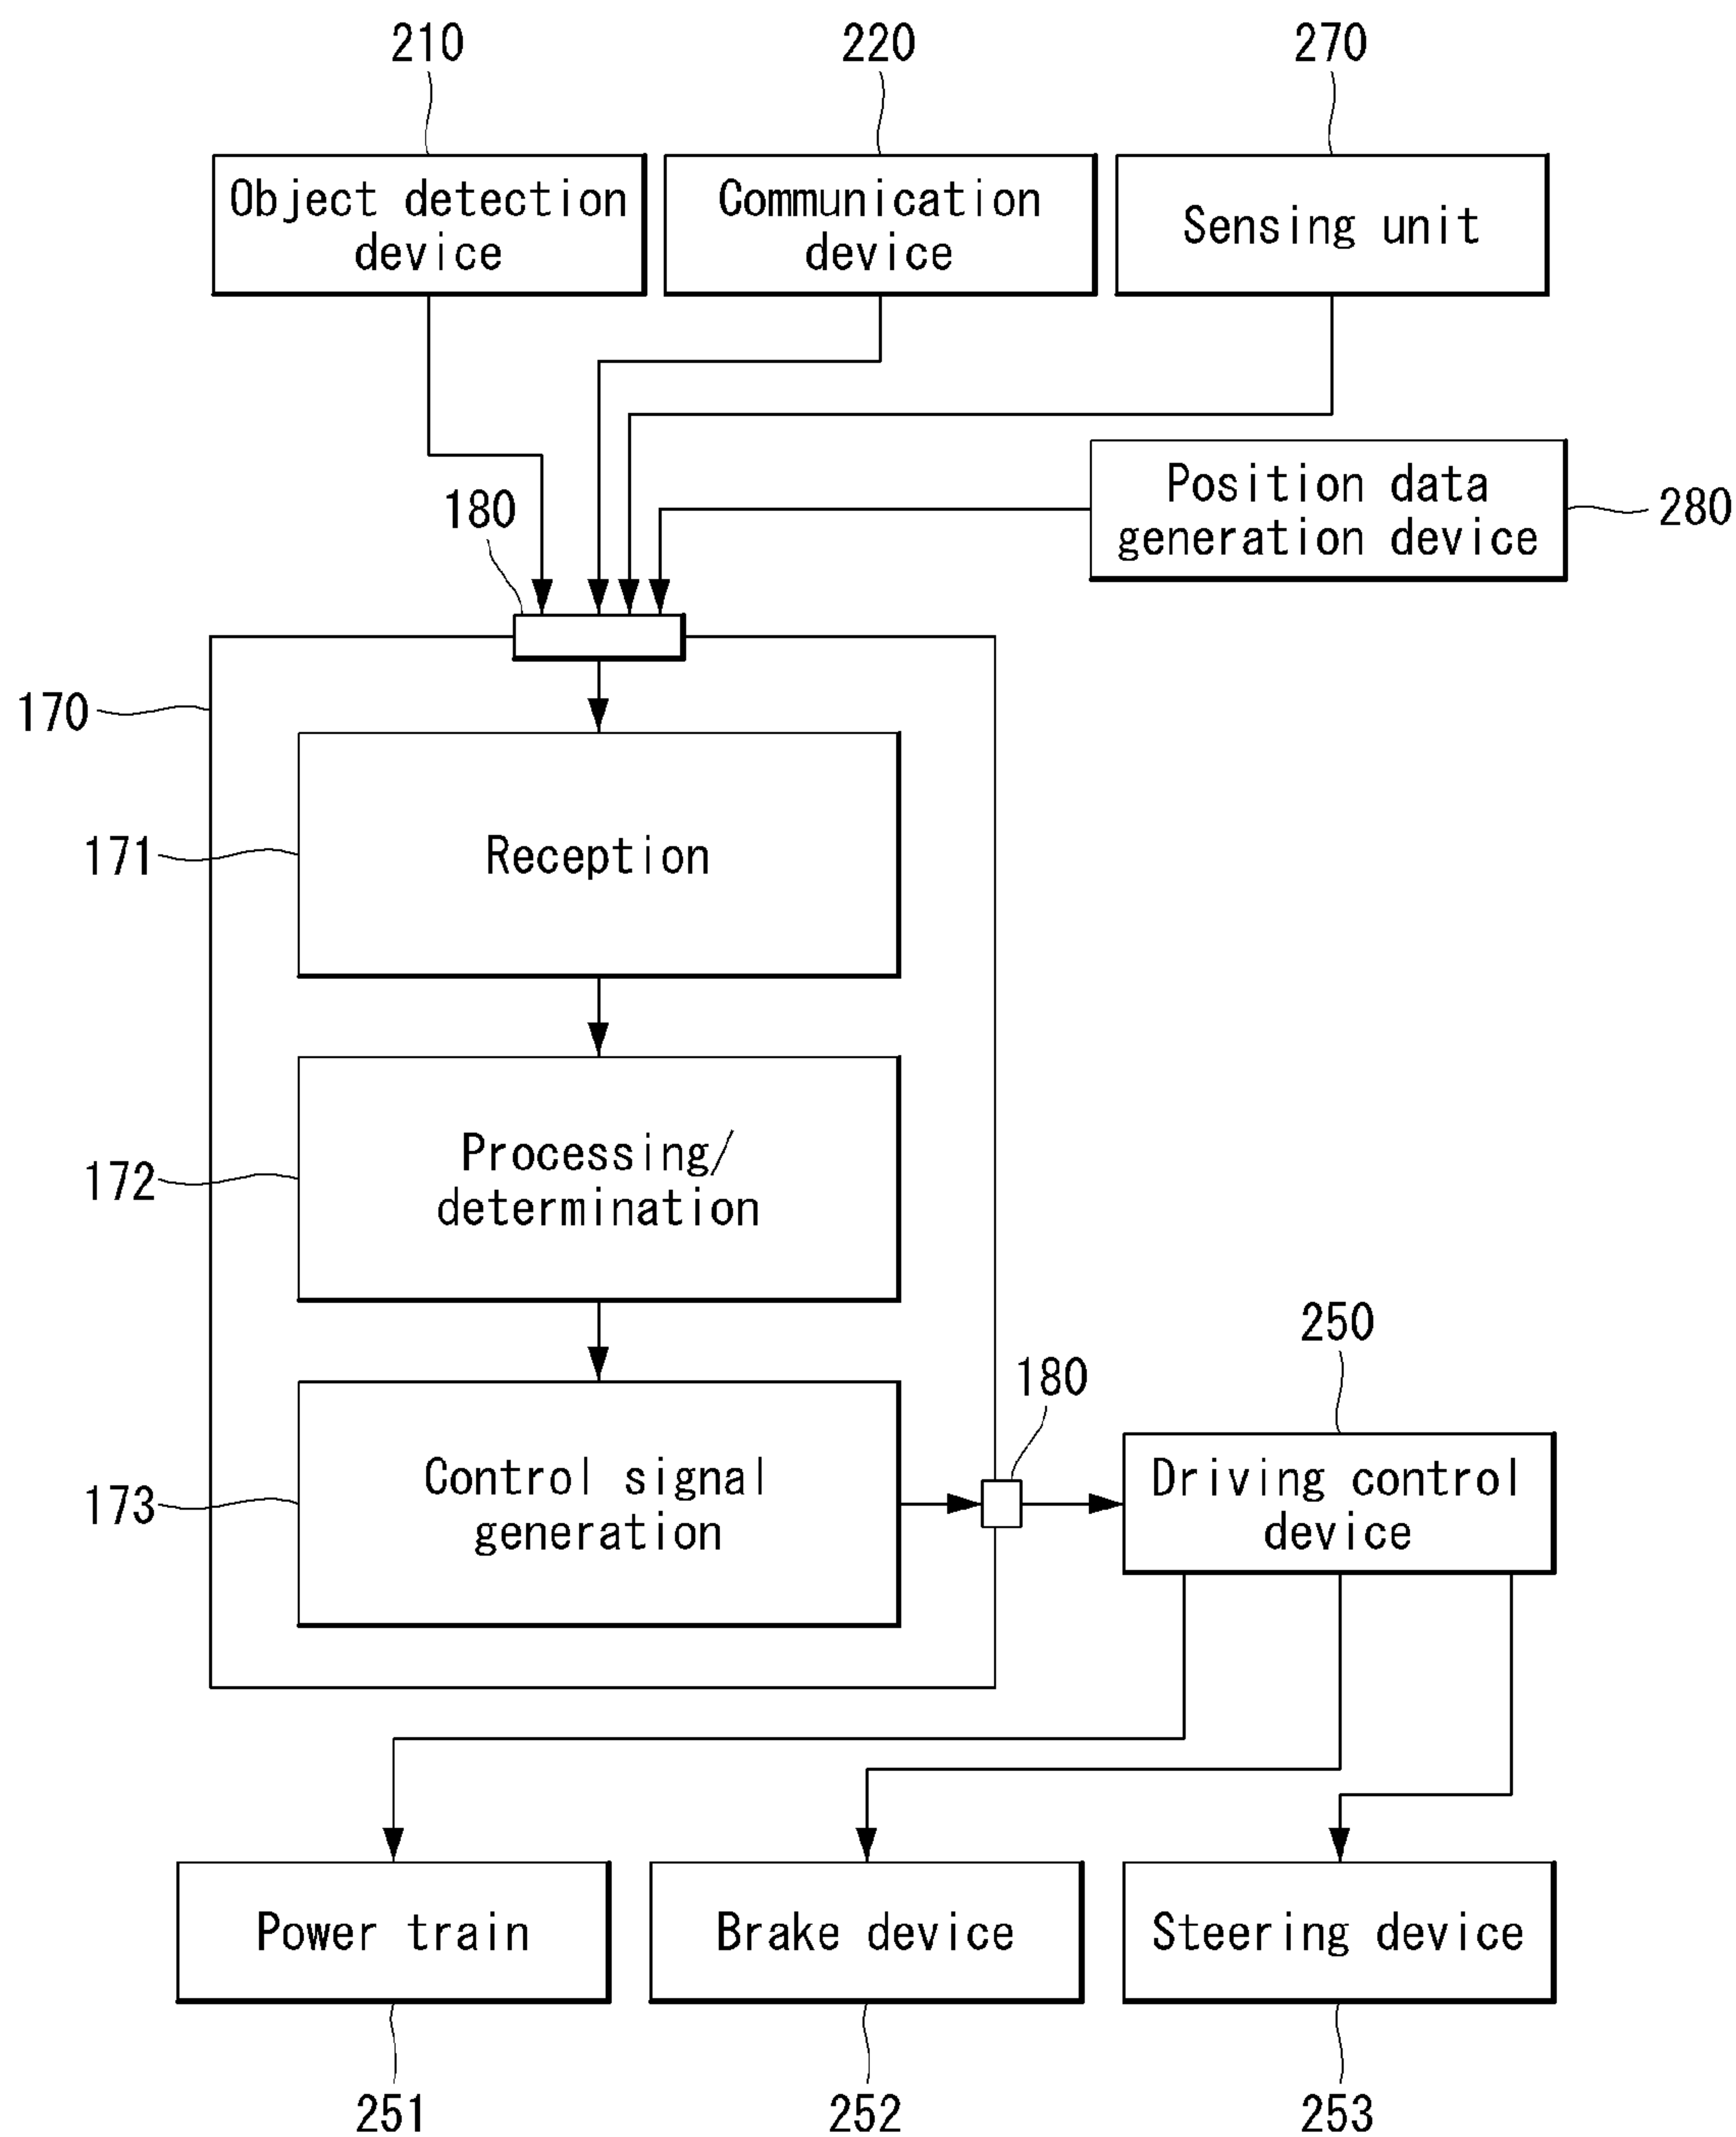 210
220
270
Object detection
device
Communication
device
Sensing unit
Position data
generation device
280
180
170
Reception
171
Processing/
determination
172
250
180
Control signal
generation
173
Driving control
device
Power train
Brake device
Steering device
251
252
253